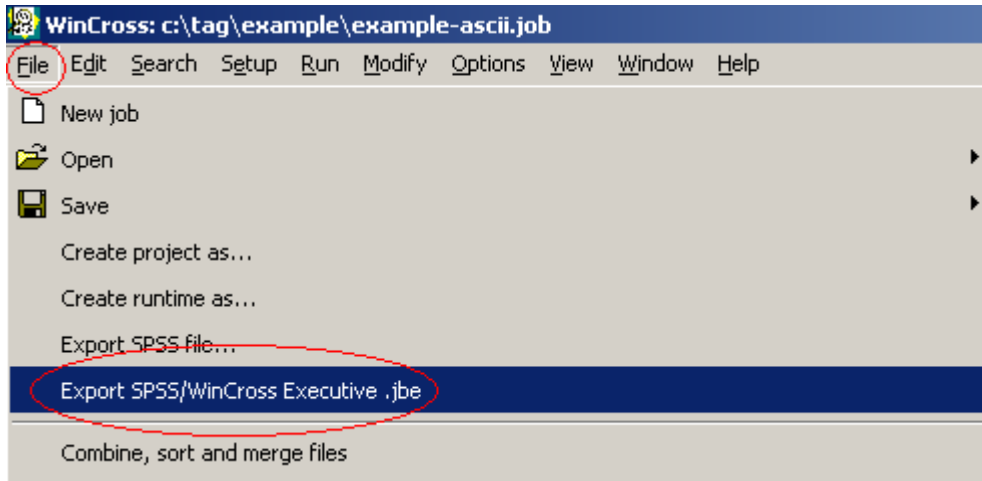 WinCross: c:\tag\example\example-ascii.job
File Edit Search Setup Run Modify Options View Window Help
New job
Open
Save
Create project as...
Create runtime as...
Export SPSS file...
Export SPSS/WinCross Executive .jbe
Combine, sort and merge files